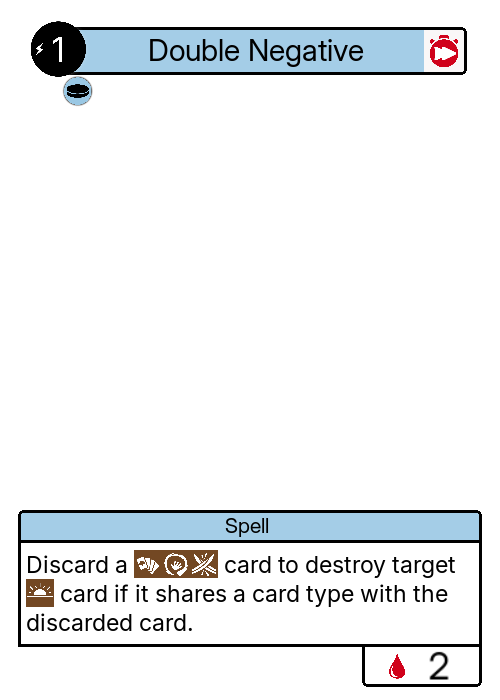 1
Double Negative
Spell
Discard a card to destroy target
card if it shares a card type with the
discarded card.
2